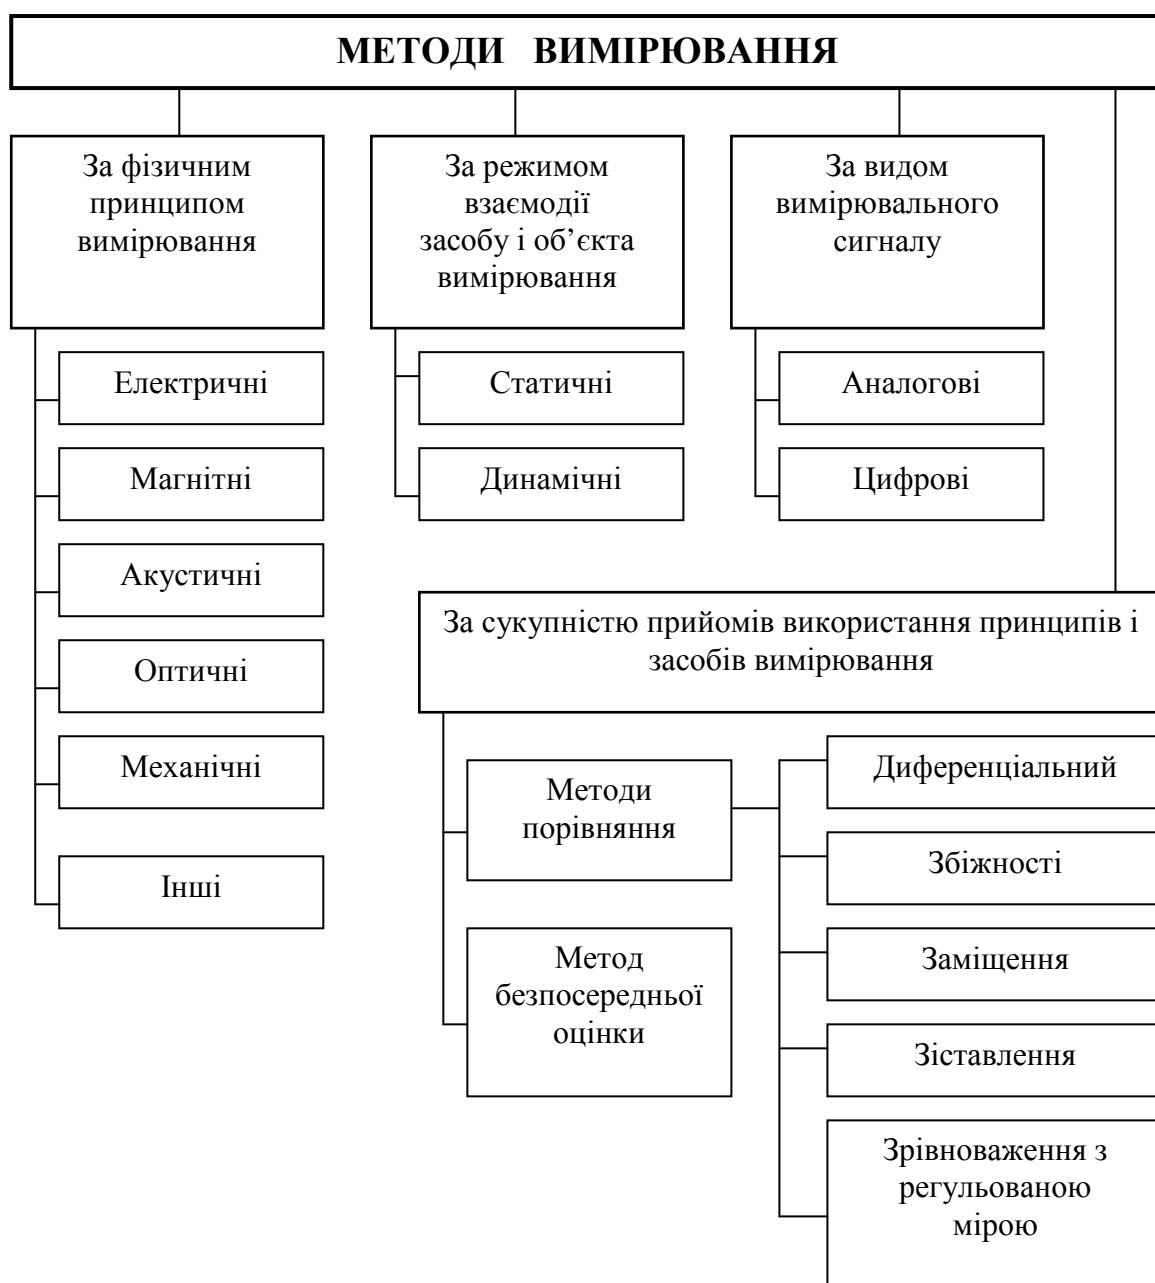 МЕТОДИ ВИМІРЮВАННЯ
За фізичним
принципом
вимірювання
За режимом
взаємодії
засобу і об’єкта
вимірювання
За видом
вимірювального
сигналу
Електричні
Магнітні
Акустичні
Оптичні
Механічні
Інші
Статичні
Динамічні
Аналогові
Цифрові
За сукупністю прийомів використання принципів і
засобів вимірювання
Методи
порівняння
Метод
безпосередньої
оцінки
Диференціальний
Збіжності
Заміщення
Зіставлення
Зрівноваження з
регульованою
мірою